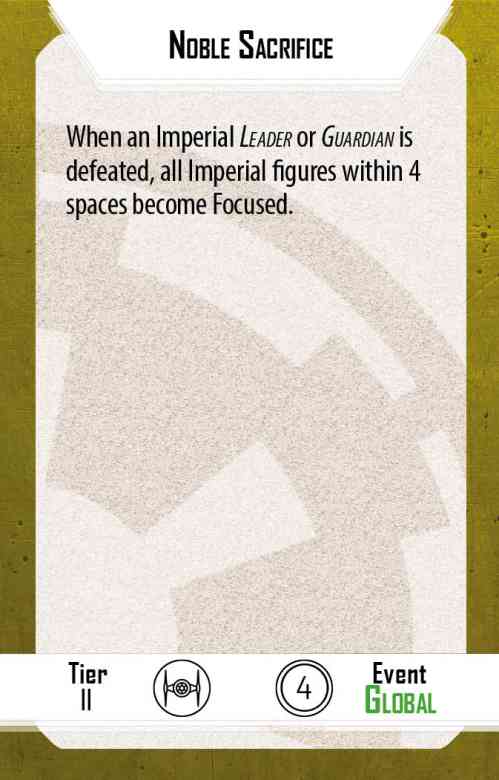 Noble Sacrifice
When an Imperial Leader or Guardian is
defeated, all Imperial figures within 4
spaces become Focused.
Tier
II
4
Event
Global